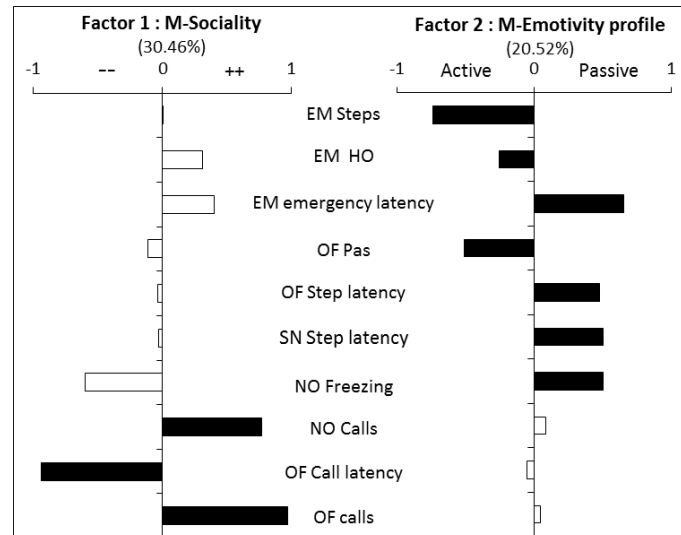 Factor 1 : M-Sociality
(30.46%)
-1 0 1
-- ++
Factor 2 : M-Emotivity profile
(20.52%)
-1 0 1
Active Passive
EM Steps
EM HO
EM emergency latency
OF Pas
OF Step latency
SN Step latency
NO Freezing
NO Calls
OF Call latency
OF calls